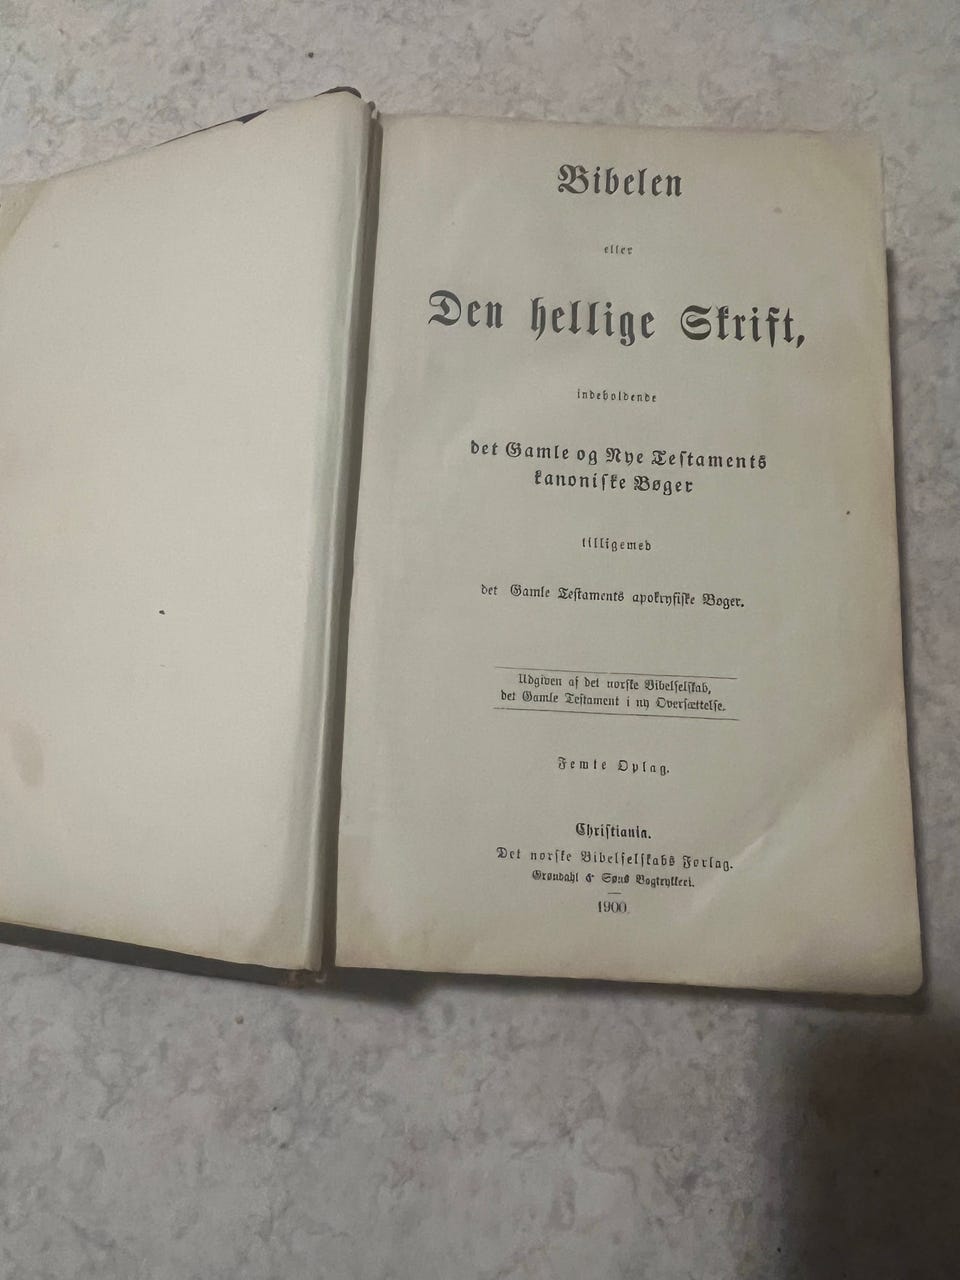 Bibelen
eller
Den hellige Skrift,
indeholdende
det Gamle og Nye Testaments
kanoniske Bøger
tilligemed
det Gamle Testaments apokryfiske Bøger.
Udgiven af det norske Bibelselskab,
det Gamle Testament i ny Oversættelse.
Femte Oplag.
Christiania.
Det norske Bibelselskabs Forlag.
Grøndahl & Søns Bogtrykkeri.
1900